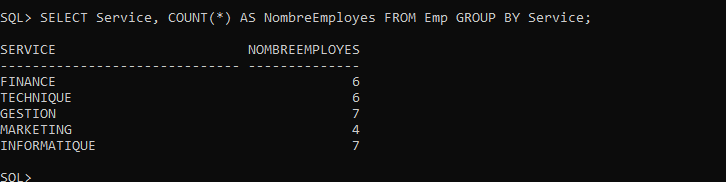 SQL> SELECT Service, COUNT(*) AS NombreEmployes FROM Emp GROUP BY Service;
SERVICE                        NOMBREEMPLOYES
------------------------------ --------------
FINANCE                                     6
TECHNIQUE                                   6
GESTION                                     7
MARKETING                                   4
INFORMATIQUE                                7
SQL>